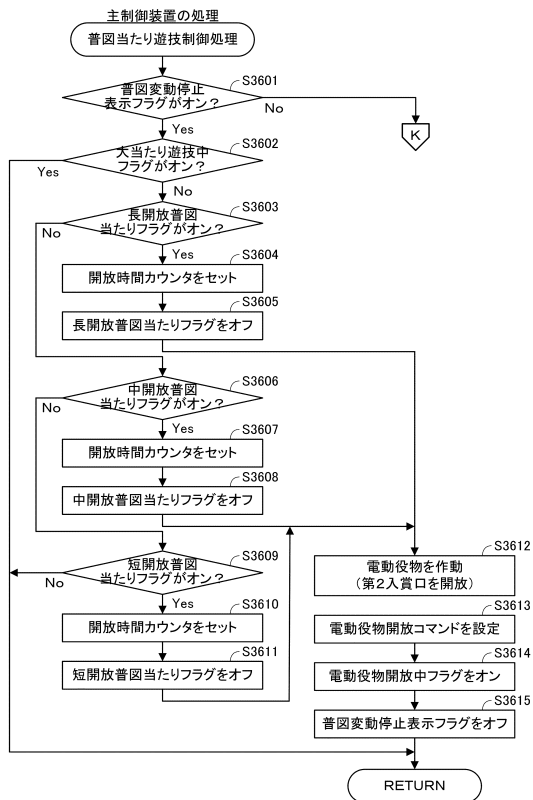 主制御装置の処理
普図当たり遊技制御処理
S3601
普図変動停止
表示フラグがオン？
No
K
Yes
S3602
大当たり遊技中
フラグがオン？
Yes
No
S3603
長開放普図
当たりフラグがオン？
No
Yes
S3604
開放時間カウンタをセット
S3605
長開放普図当たりフラグをオフ
S3606
中開放普図
当たりフラグがオン？
No
Yes
S3607
開放時間カウンタをセット
S3608
中開放普図当たりフラグをオフ
S3609
短開放普図
当たりフラグがオン？
No
Yes
S3610
開放時間カウンタをセット
S3611
短開放普図当たりフラグをオフ
S3612
電動役物を作動
（第２入賞口を開放）
S3613
電動役物開放コマンドを設定
S3614
電動役物開放中フラグをオン
S3615
普図変動停止表示フラグをオフ
RETURN